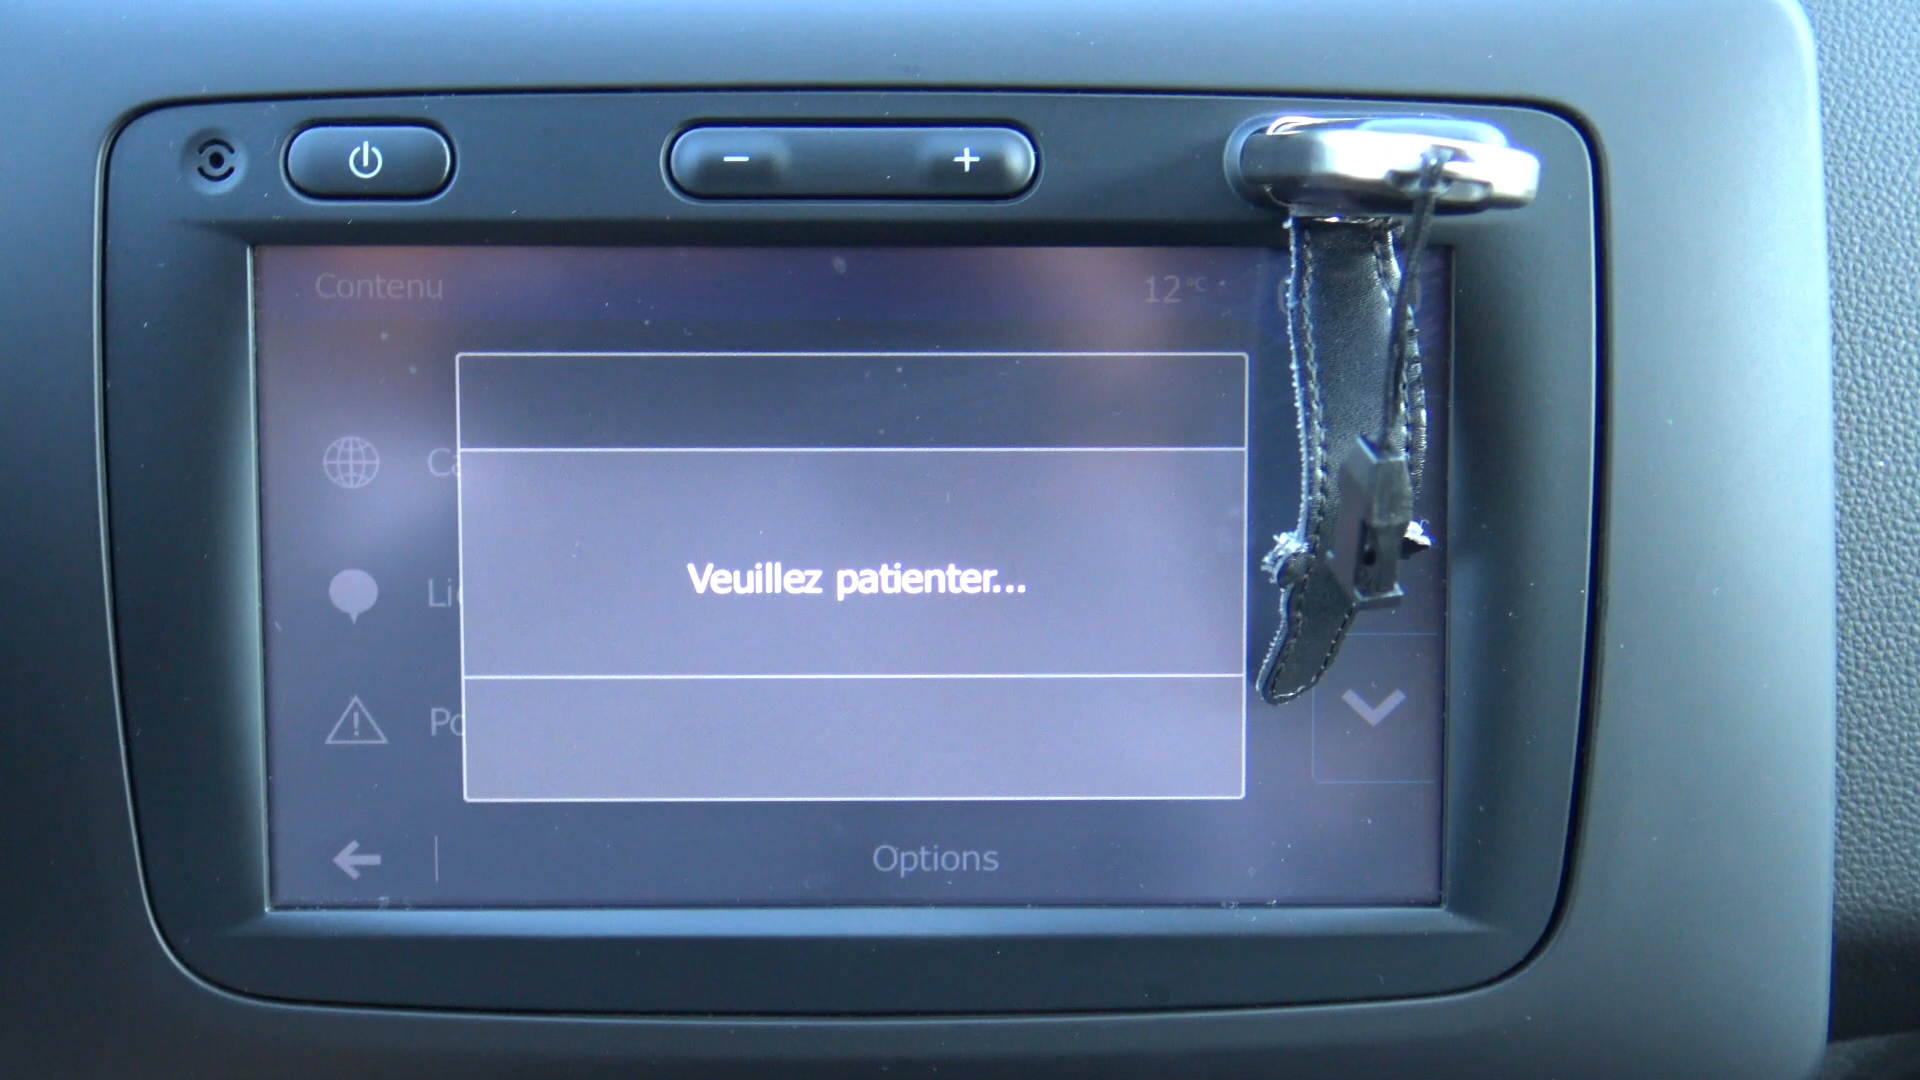 Contenu
12°C
Veuillez patienter...
Options